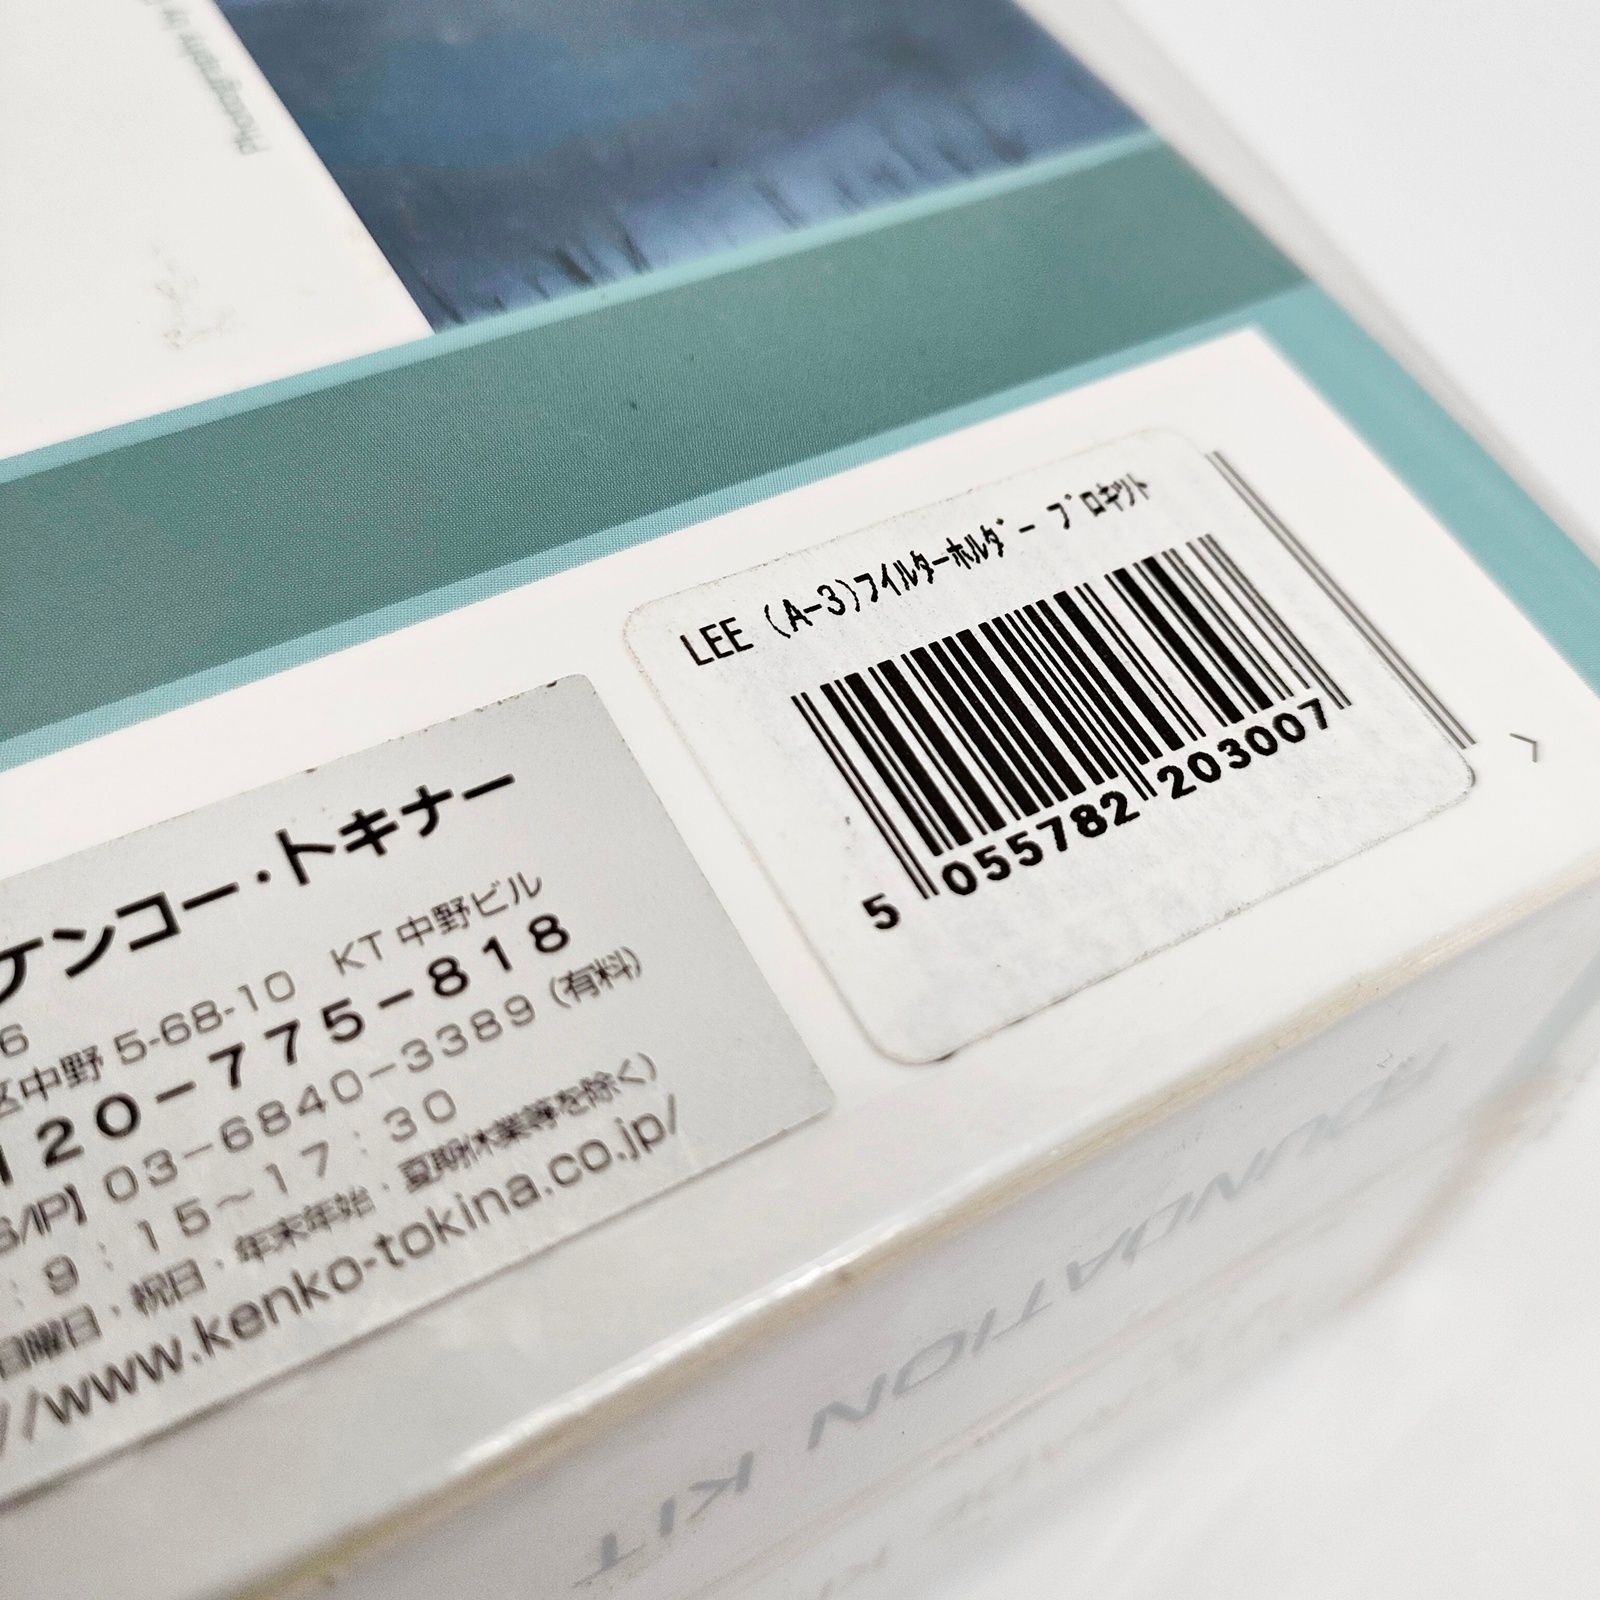 Photography by
LEE (A-3)フィルターホルダー プロキット
5 055782 203007
ケンコー・トキナー
6
区中野 5-68-10 KT 中野ビル
120-775-818
03-6840-3389 (有料)
: 9 : 15~17 : 30
日曜日・祝日・年末年始・夏期休業等を除く)
//www.kenko-tokina.co.jp/
FOUNDATION KIT